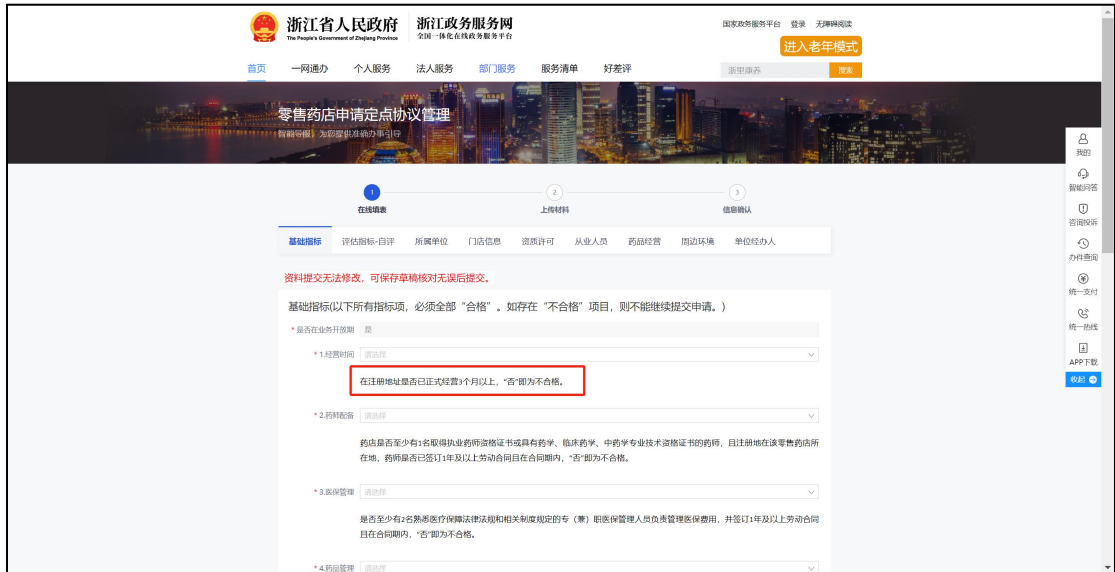 浙江省人民政府
The People's Government of Zhejiang Province
浙江政务服务网
全国一体化在线政务服务平台
国家政务服务平台 登录 无障碍阅读
进入老年模式
首页 一网通办 个人服务 法人服务 部门服务 服务清单 好差评
浙里康养 搜索
零售药店申请定点协议管理
智能导服，为您提供准确办事引导
我的
智能问答
咨询投诉
办件查询
统一支付
统一热线
APP下载
收起
1 2 3
在线填表 上传材料 信息确认
基础指标 评估指标-自评 所属单位 门店信息 资质许可 从业人员 药品经营 周边环境 单位经办人
资料提交无法修改，可保存草稿核对无误后提交。
基础指标(以下所有指标项，必须全部“合格”。如存在“不合格”项目，则不能继续提交申请。)
* 是否在业务开放期 是
* 1.经营时间 请选择
在注册地址是否已正式经营3个月以上，“否”即为不合格。
* 2.药师配备 请选择
药店是否至少有1名取得执业药师资格证书或具有药学、临床药学、中药学专业技术资格证书的药师，且注册地在该零售药店所
在地，药师是否已签订1年及以上劳动合同且在合同期内，“否”即为不合格。
* 3.医保管理 请选择
是否至少有2名熟悉医疗保障法律法规和相关制度规定的专（兼）职医保管理人员负责管理医保费用，并签订1年及以上劳动合同
且在合同期内，“否”即为不合格。
* 4.药品管理 请选择